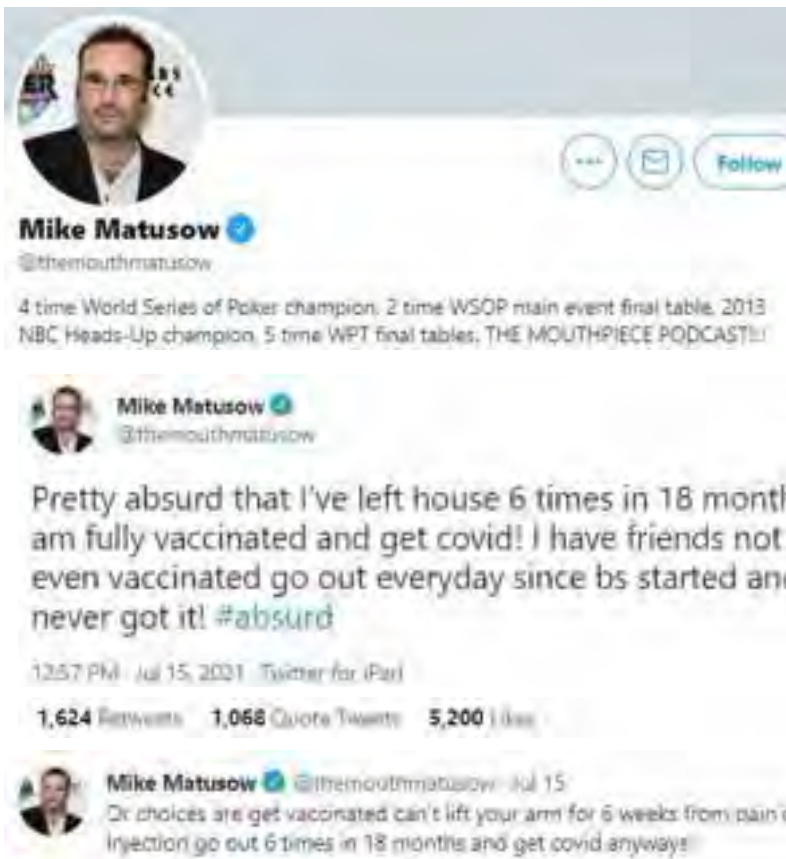 ER
Follow
Mike Matusow
@themouthmatusow
4 time World Series of Poker champion. 2 time WSOP main event final table. 2013
NBC Heads-Up champion. 5 time WPT final tables. THE MOUTHPIECE PODCAST!!!
Mike Matusow
@themouthmatusow
Pretty absurd that I've left house 6 times in 18 month
am fully vaccinated and get covid! I have friends not
even vaccinated go out everyday since bs started and
never got it! #absurd
12:57 PM · Jul 15, 2021 · Twitter for iPad
1,624 Retweets 1,068 Quote Tweets 5,200 Likes
Mike Matusow @themouthmatusow · Jul 15
Or choices are get vaconated can't lift your arm for 6 weeks from pain
injection go out 6 times in 18 months and get covid anyways!